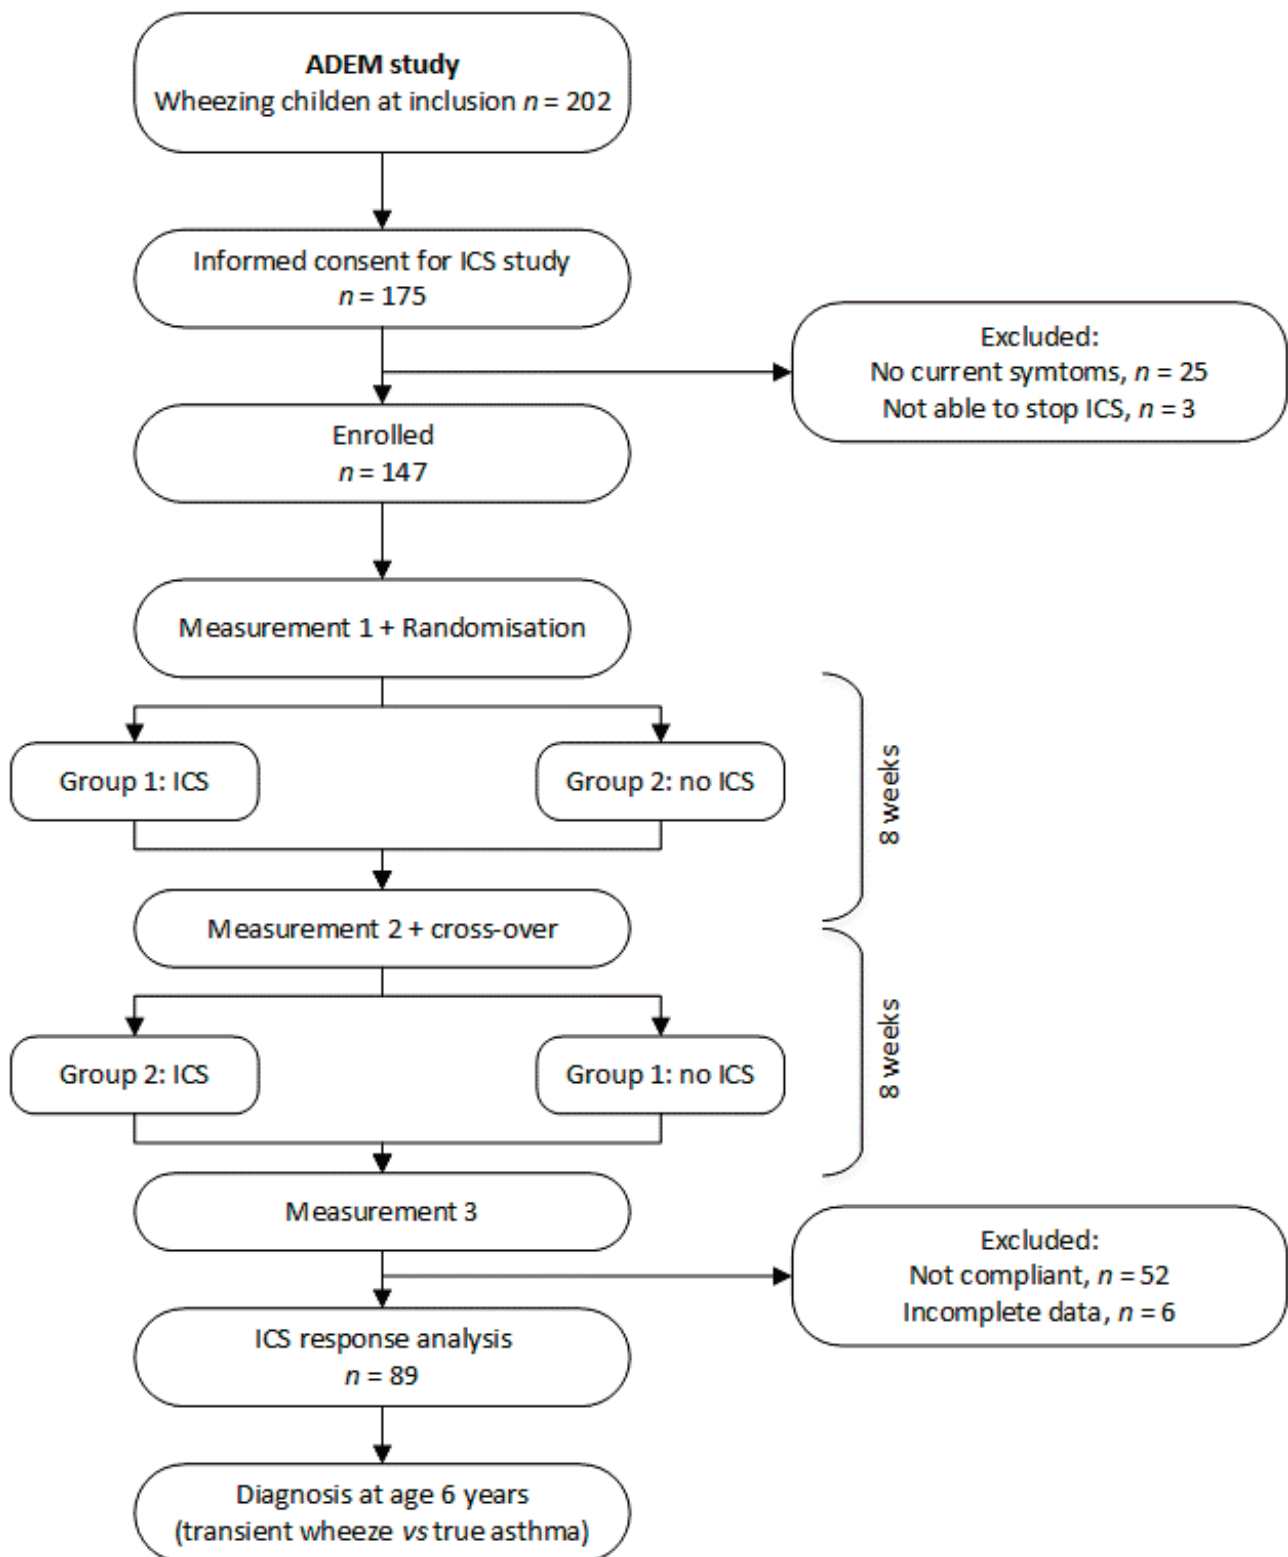 ADEM study
Wheezing childen at inclusion n = 202
Informed consent for ICS study
n = 175
Excluded:
No current symtoms, n = 25
Not able to stop ICS, n = 3
Enrolled
n = 147
Measurement 1 + Randomisation
Group 1: ICS
Group 2: no ICS
8 weeks
Measurement 2 + cross-over
Group 2: ICS
Group 1: no ICS
8 weeks
Measurement 3
Excluded:
Not compliant, n = 52
Incomplete data, n = 6
ICS response analysis
n = 89
Diagnosis at age 6 years
(transient wheeze vs true asthma)